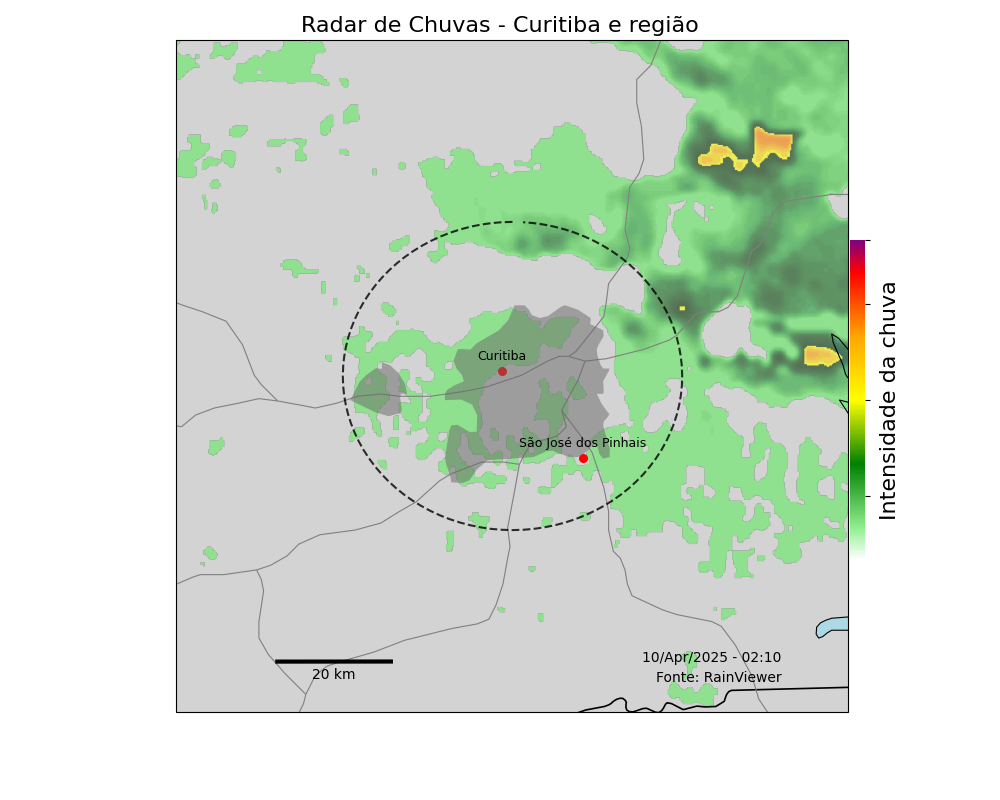 Radar de Chuvas - Curitiba e região
Curitiba
São José dos Pinhais
Intensidade da chuva
20 km
10/Apr/2025 - 02:10
Fonte: RainViewer